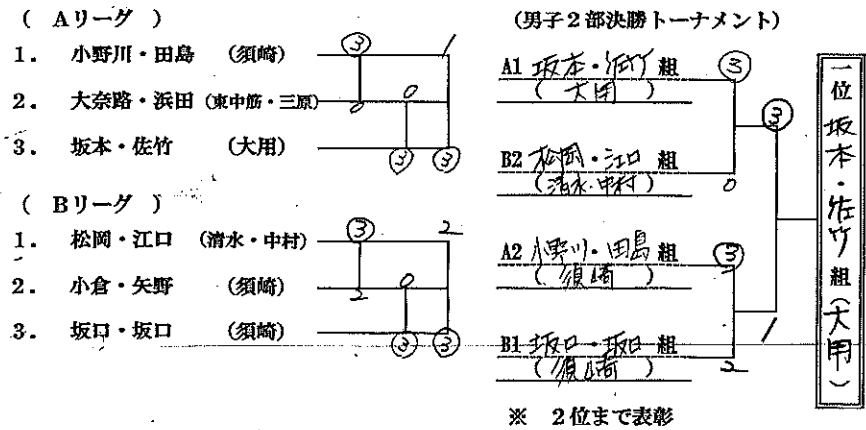 ( Aリーグ )
1. 小野川・田島 (須崎) ③ 1
2. 大奈路・浜田 (東中筋・三原) 0 0
3. 坂本・佐竹 (大用) ③ ③
( Bリーグ )
1. 松岡・江口 (清水・中村) ③ 2
2. 小倉・矢野 (須崎) 2 0
3. 坂口・坂口 (須崎) ③ ③
(男子2部決勝トーナメント)
A1 坂本・佐竹 組 ③
(大用)
③
B2 松岡・江口 組
(清水・中村) 0
A2 小野川・田島 組 ③
(須崎)
1
B1 坂口・坂口 組
(須崎) 2
※ 2位まで表彰
一位 坂本・佐竹組(大用)